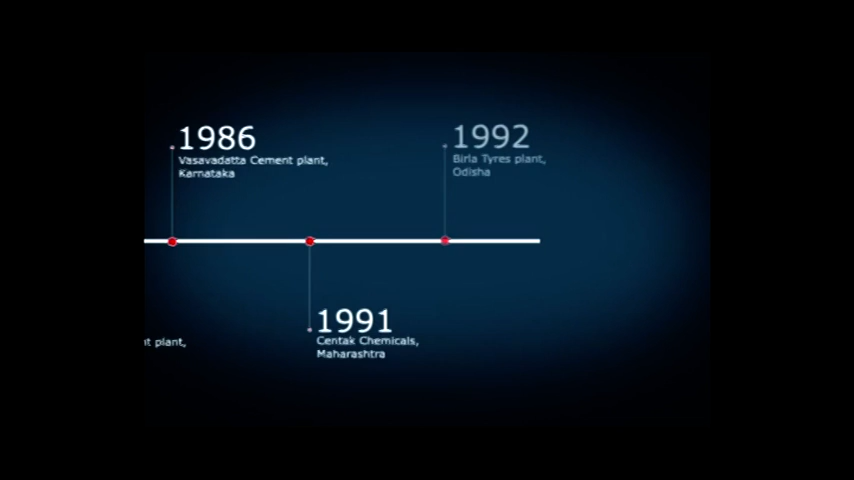 1986
Vasavadatta Cement plant,
Karnataka
1992
Birla Tyres plant,
Odisha
plant,
1991
Centak Chemicals,
Maharashtra